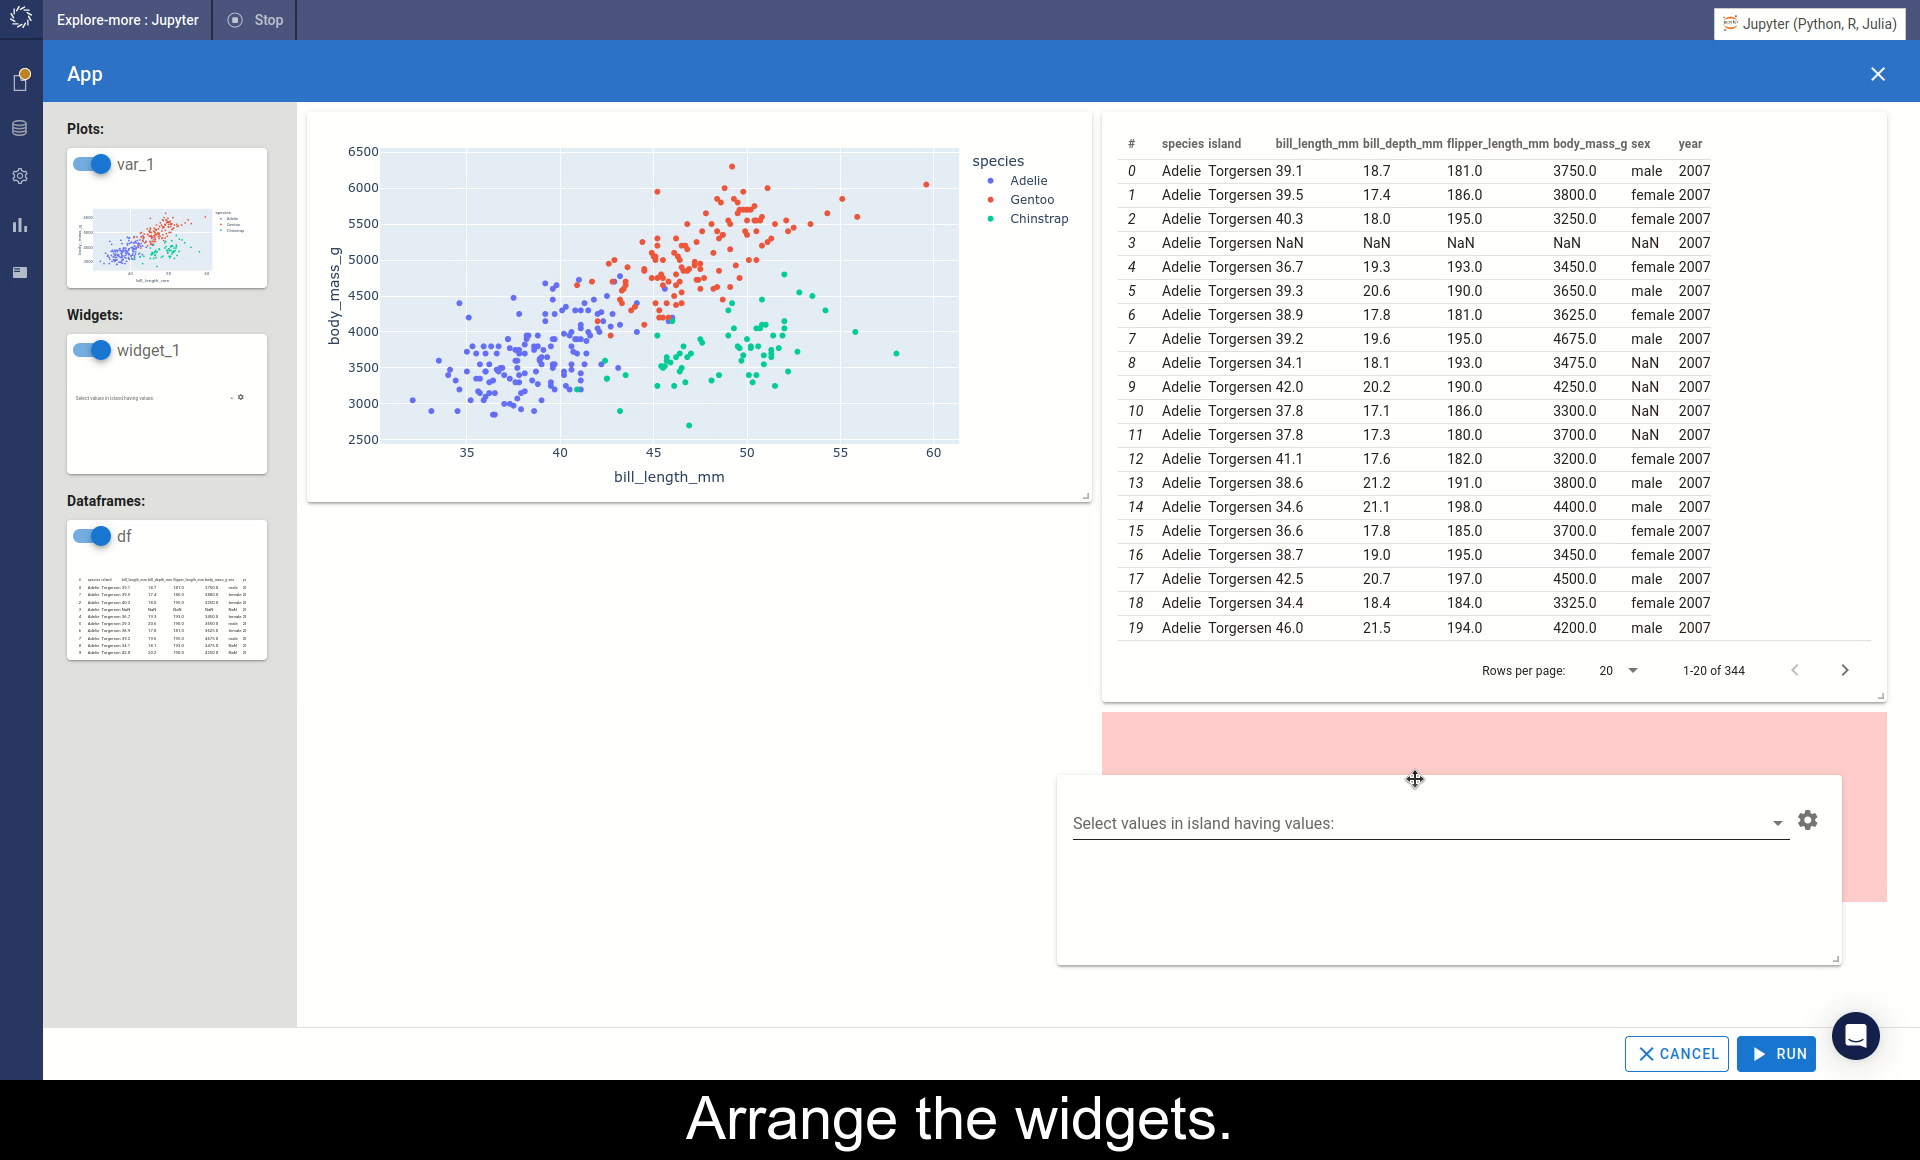 Explore-more : Jupyter
Stop
Jupyter (Python, R, Julia)
App
Plots:
var_1
Widgets:
widget_1
Select values in island having values:
Dataframes:
df
6500
6000
5500
5000
4500
4000
3500
3000
2500
body_mass_g
35 40 45 50 55 60
bill_length_mm
species
Adelie
Gentoo
Chinstrap
# species island bill_length_mm bill_depth_mm flipper_length_mm body_mass_g sex year
0 Adelie Torgersen 39.1 18.7 181.0 3750.0 male 2007
1 Adelie Torgersen 39.5 17.4 186.0 3800.0 female 2007
2 Adelie Torgersen 40.3 18.0 195.0 3250.0 female 2007
3 Adelie Torgersen NaN NaN NaN NaN NaN 2007
4 Adelie Torgersen 36.7 19.3 193.0 3450.0 female 2007
5 Adelie Torgersen 39.3 20.6 190.0 3650.0 male 2007
6 Adelie Torgersen 38.9 17.8 181.0 3625.0 female 2007
7 Adelie Torgersen 39.2 19.6 195.0 4675.0 male 2007
8 Adelie Torgersen 34.1 18.1 193.0 3475.0 NaN 2007
9 Adelie Torgersen 42.0 20.2 190.0 4250.0 NaN 2007
10 Adelie Torgersen 37.8 17.1 186.0 3300.0 NaN 2007
11 Adelie Torgersen 37.8 17.3 180.0 3700.0 NaN 2007
12 Adelie Torgersen 41.1 17.6 182.0 3200.0 female 2007
13 Adelie Torgersen 38.6 21.2 191.0 3800.0 male 2007
14 Adelie Torgersen 34.6 21.1 198.0 4400.0 male 2007
15 Adelie Torgersen 36.6 17.8 185.0 3700.0 female 2007
16 Adelie Torgersen 38.7 19.0 195.0 3450.0 female 2007
17 Adelie Torgersen 42.5 20.7 197.0 4500.0 male 2007
18 Adelie Torgersen 34.4 18.4 184.0 3325.0 female 2007
19 Adelie Torgersen 46.0 21.5 194.0 4200.0 male 2007
Rows per page: 20 1-20 of 344
Select values in island having values:
CANCEL
RUN
Arrange the widgets.